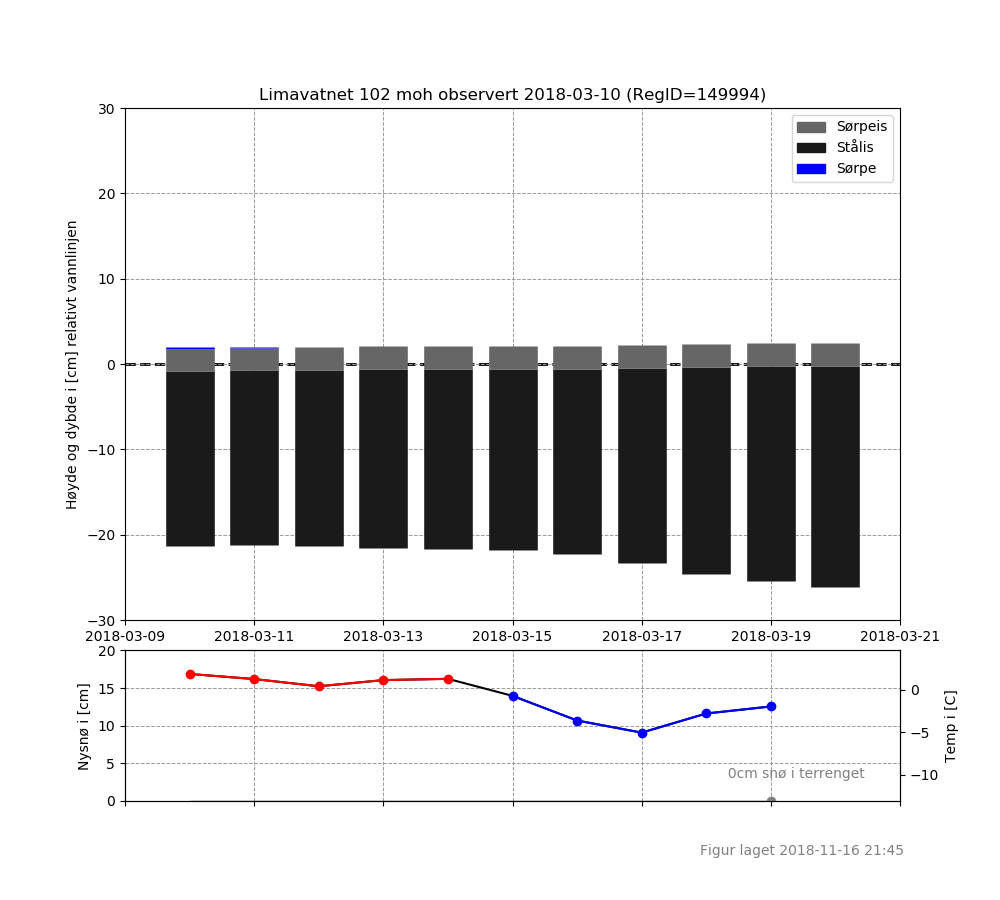 Limavatnet 102 moh observert 2018-03-10 (RegID=149994)
Høyde og dybde i [cm] relativt vannlinjen
30
20
10
0
−10
−20
−30
Sørpeis
Stålis
Sørpe
2018-03-09 2018-03-11 2018-03-13 2018-03-15 2018-03-17 2018-03-19 2018-03-21
Nysnø i [cm]
20
15
10
5
0
0
−5
−10
Temp i [C]
0cm snø i terrenget
Figur laget 2018-11-16 21:45